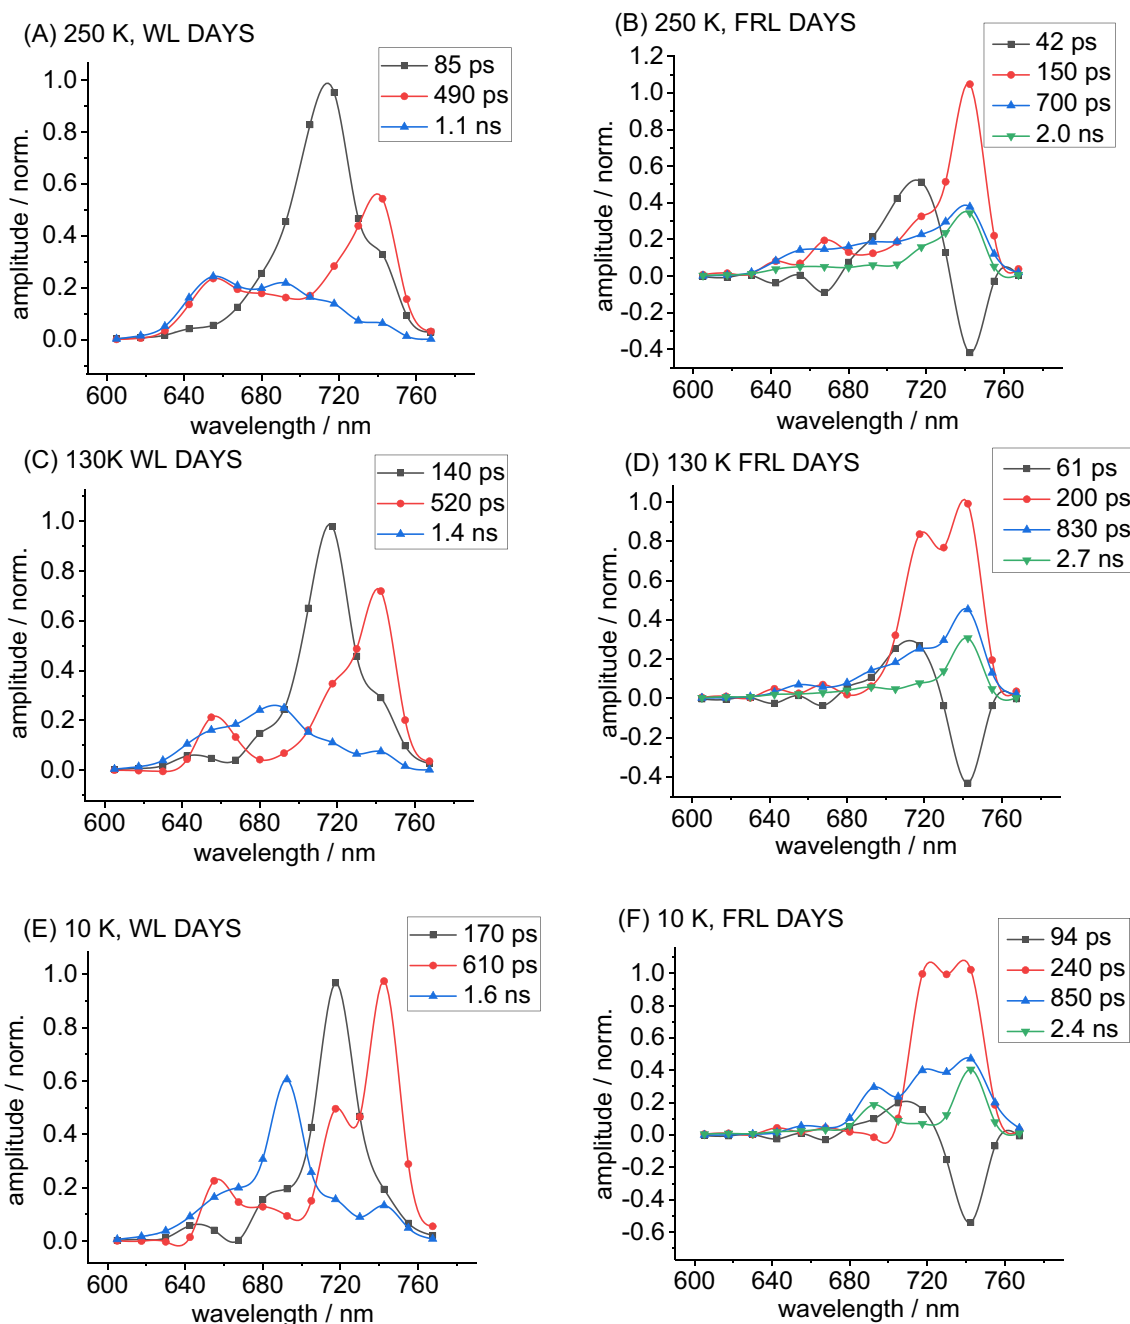 (A) 250 K, WL DAYS
85 ps
490 ps
1.1 ns
1.0
0.8
0.6
0.4
0.2
0.0
amplitude / norm.
600 640 680 720 760
wavelength / nm
(B) 250 K, FRL DAYS
42 ps
150 ps
700 ps
2.0 ns
1.2
1.0
0.8
0.6
0.4
0.2
0.0
-0.2
-0.4
amplitude / norm.
600 640 680 720 760
wavelength / nm
(C) 130K WL DAYS
140 ps
520 ps
1.4 ns
1.0
0.8
0.6
0.4
0.2
0.0
amplitude / norm.
600 640 680 720 760
wavelength / nm
(D) 130 K FRL DAYS
61 ps
200 ps
830 ps
2.7 ns
1.0
0.8
0.6
0.4
0.2
0.0
-0.2
-0.4
amplitude / norm.
600 640 680 720 760
wavelength / nm
(E) 10 K, WL DAYS
170 ps
610 ps
1.6 ns
1.0
0.8
0.6
0.4
0.2
0.0
amplitude / norm.
600 640 680 720 760
wavelength / nm
(F) 10 K, FRL DAYS
94 ps
240 ps
850 ps
2.4 ns
1.0
0.8
0.6
0.4
0.2
0.0
-0.2
-0.4
-0.6
amplitude / norm.
600 640 680 720 760
wavelength / nm